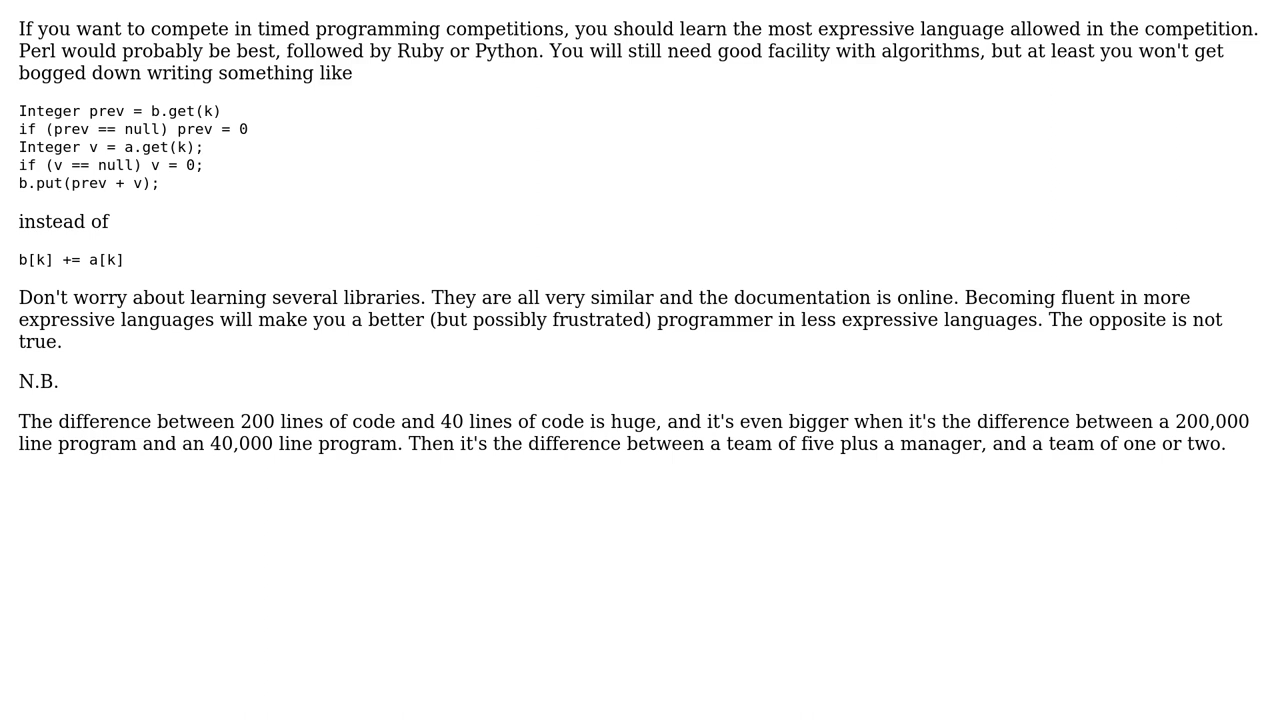 If you want to compete in timed programming competitions, you should learn the most expressive language allowed in the competition.
Perl would probably be best, followed by Ruby or Python. You will still need good facility with algorithms, but at least you won't get
bogged down writing something like
Integer prev = b.get(k)
if (prev == null) prev = 0
Integer v = a.get(k);
if (v == null) v = 0;
b.put(prev + v);
instead of
b[k] += a[k]
Don't worry about learning several libraries. They are all very similar and the documentation is online. Becoming fluent in more
expressive languages will make you a better (but possibly frustrated) programmer in less expressive languages. The opposite is not
true.
N.B.
The difference between 200 lines of code and 40 lines of code is huge, and it's even bigger when it's the difference between a 200,000
line program and an 40,000 line program. Then it's the difference between a team of five plus a manager, and a team of one or two.